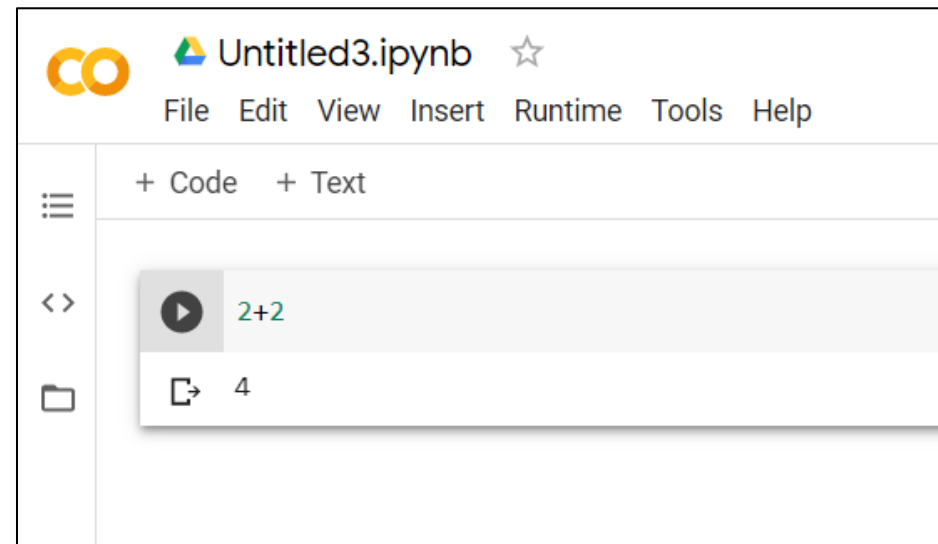 CO
Untitled3.ipynb
File Edit View Insert Runtime Tools Help
+ Code + Text
2+2
4